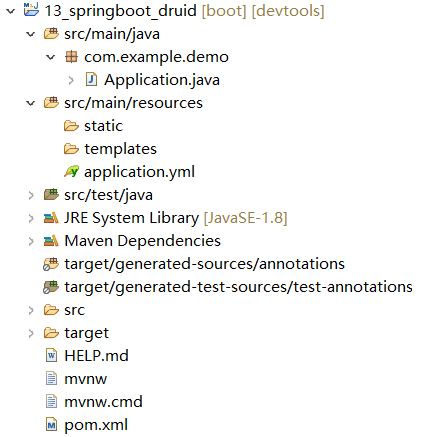 13_springboot_druid [boot] [devtools]
src/main/java
com.example.demo
Application.java
src/main/resources
static
templates
application.yml
src/test/java
JRE System Library [JavaSE-1.8]
Maven Dependencies
target/generated-sources/annotations
target/generated-test-sources/test-annotations
src
target
HELP.md
mvnw
mvnw.cmd
pom.xml